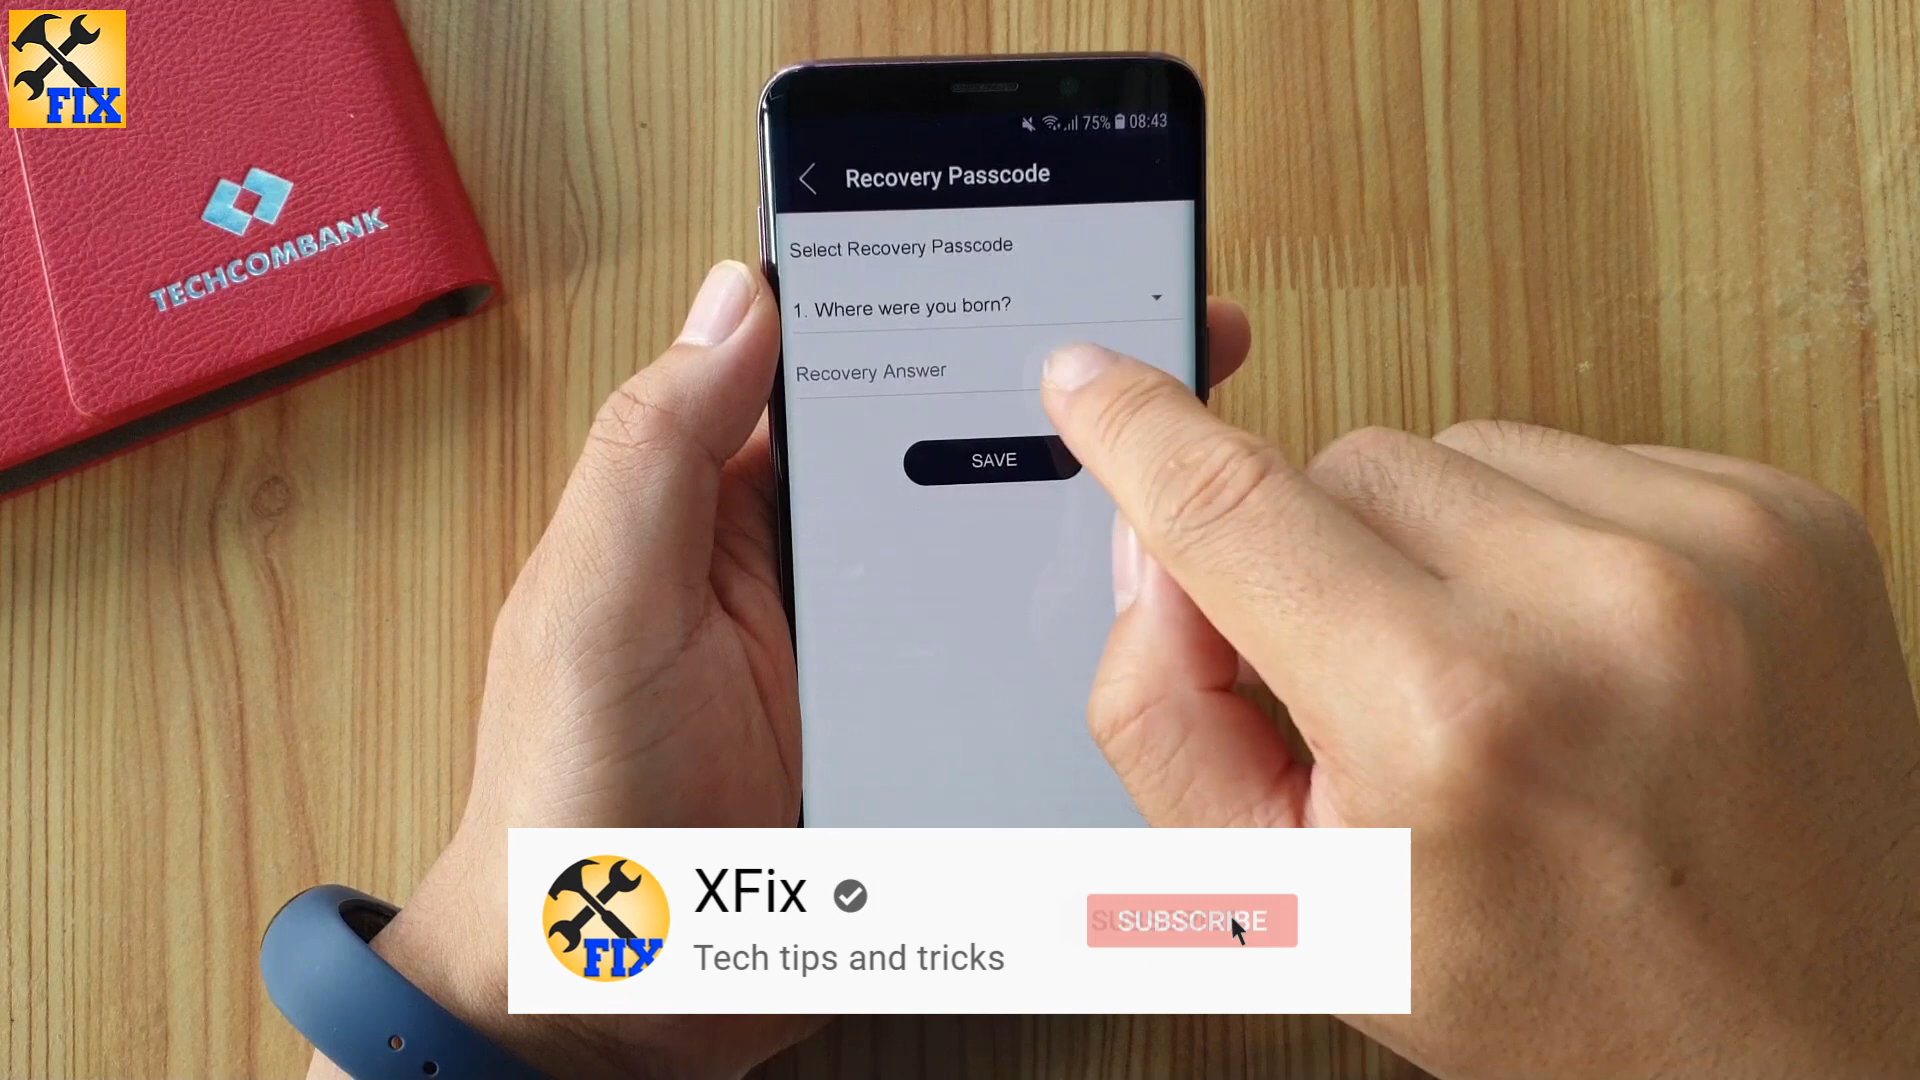 FIX
TECHCOMBANK
75% 08:43
Recovery Passcode
Select Recovery Passcode
1. Where were you born?
Recovery Answer
SAVE
FIX
XFix
Tech tips and tricks
SUBSCRIBE